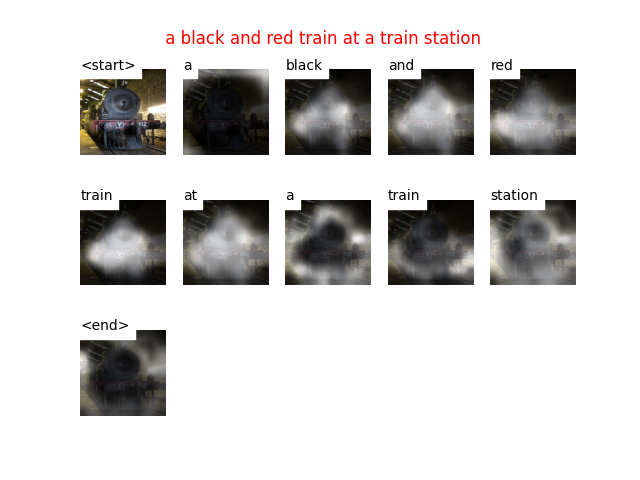 a black and red train at a train station
<start> a black and red
train at a train station
<end>